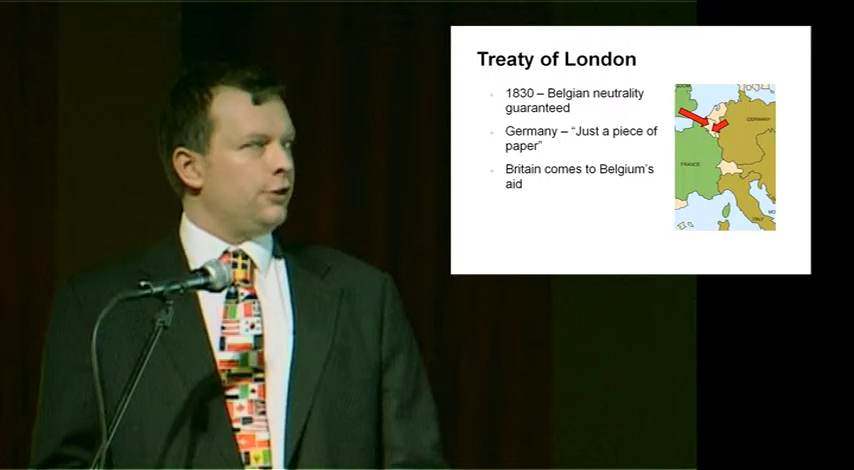 Treaty of London
1830 – Belgian neutrality
guaranteed
Germany – “Just a piece of
paper”
Britain comes to Belgium’s
aid
GERMANY
FRANCE
ITALY